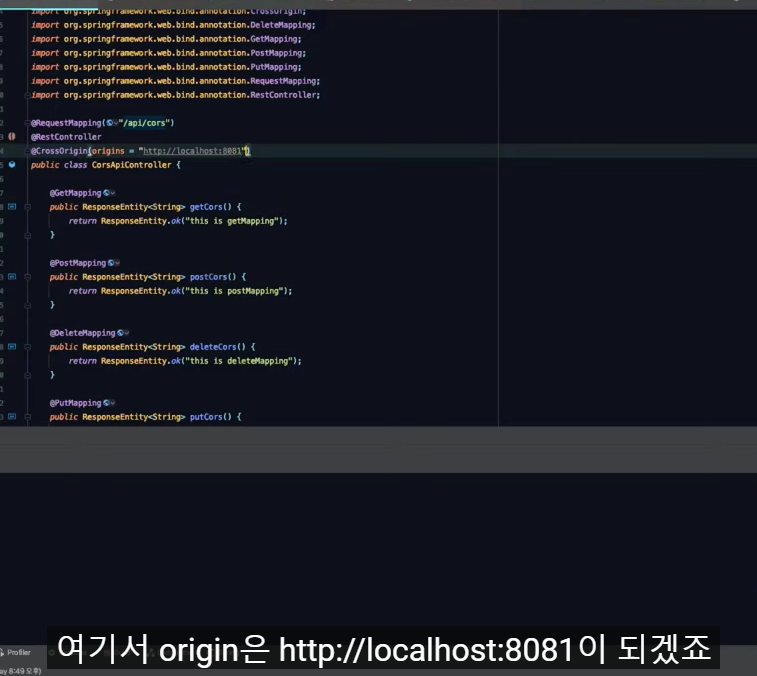 import org.springframework.web.bind.annotation.CrossOrigin;
import org.springframework.web.bind.annotation.DeleteMapping;
import org.springframework.web.bind.annotation.GetMapping;
import org.springframework.web.bind.annotation.PostMapping;
import org.springframework.web.bind.annotation.PutMapping;
import org.springframework.web.bind.annotation.RequestMapping;
import org.springframework.web.bind.annotation.RestController;
@RequestMapping("/api/cors")
@RestController
@CrossOrigin(origins = "http://localhost:8081")
public class CorsApiController {
@GetMapping
public ResponseEntity<String> getCors() {
return ResponseEntity.ok("this is getMapping");
}
@PostMapping
public ResponseEntity<String> postCors() {
return ResponseEntity.ok("this is postMapping");
}
@DeleteMapping
public ResponseEntity<String> deleteCors() {
return ResponseEntity.ok("this is deleteMapping");
}
@PutMapping
public ResponseEntity<String> putCors() {
여기서 origin은 http://localhost:8081이 되겠죠
Profiler
8:49 오후)